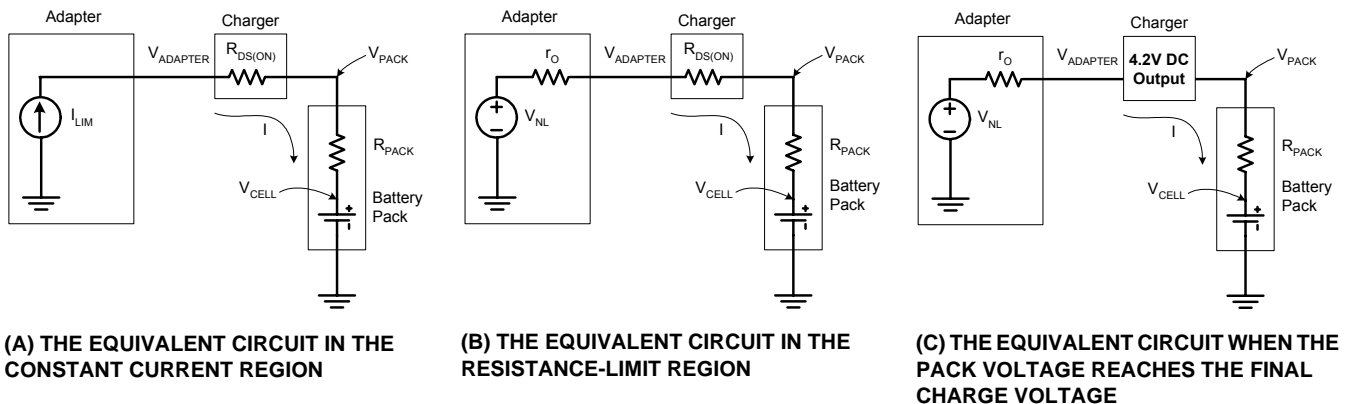 Adapter
Charger
R_DS(ON)
V_ADAPTER
V_PACK
I_LIM
I
R_PACK
V_CELL
Battery
Pack
+
(A) THE EQUIVALENT CIRCUIT IN THE
CONSTANT CURRENT REGION
Adapter
Charger
r_O
V_ADAPTER
R_DS(ON)
V_PACK
+
V_NL
−
I
R_PACK
V_CELL
Battery
Pack
+
(B) THE EQUIVALENT CIRCUIT IN THE
RESISTANCE-LIMIT REGION
Adapter
Charger
r_O
V_ADAPTER
4.2V DC
Output
V_PACK
+
V_NL
−
I
R_PACK
V_CELL
Battery
Pack
+
(C) THE EQUIVALENT CIRCUIT WHEN THE
PACK VOLTAGE REACHES THE FINAL
CHARGE VOLTAGE